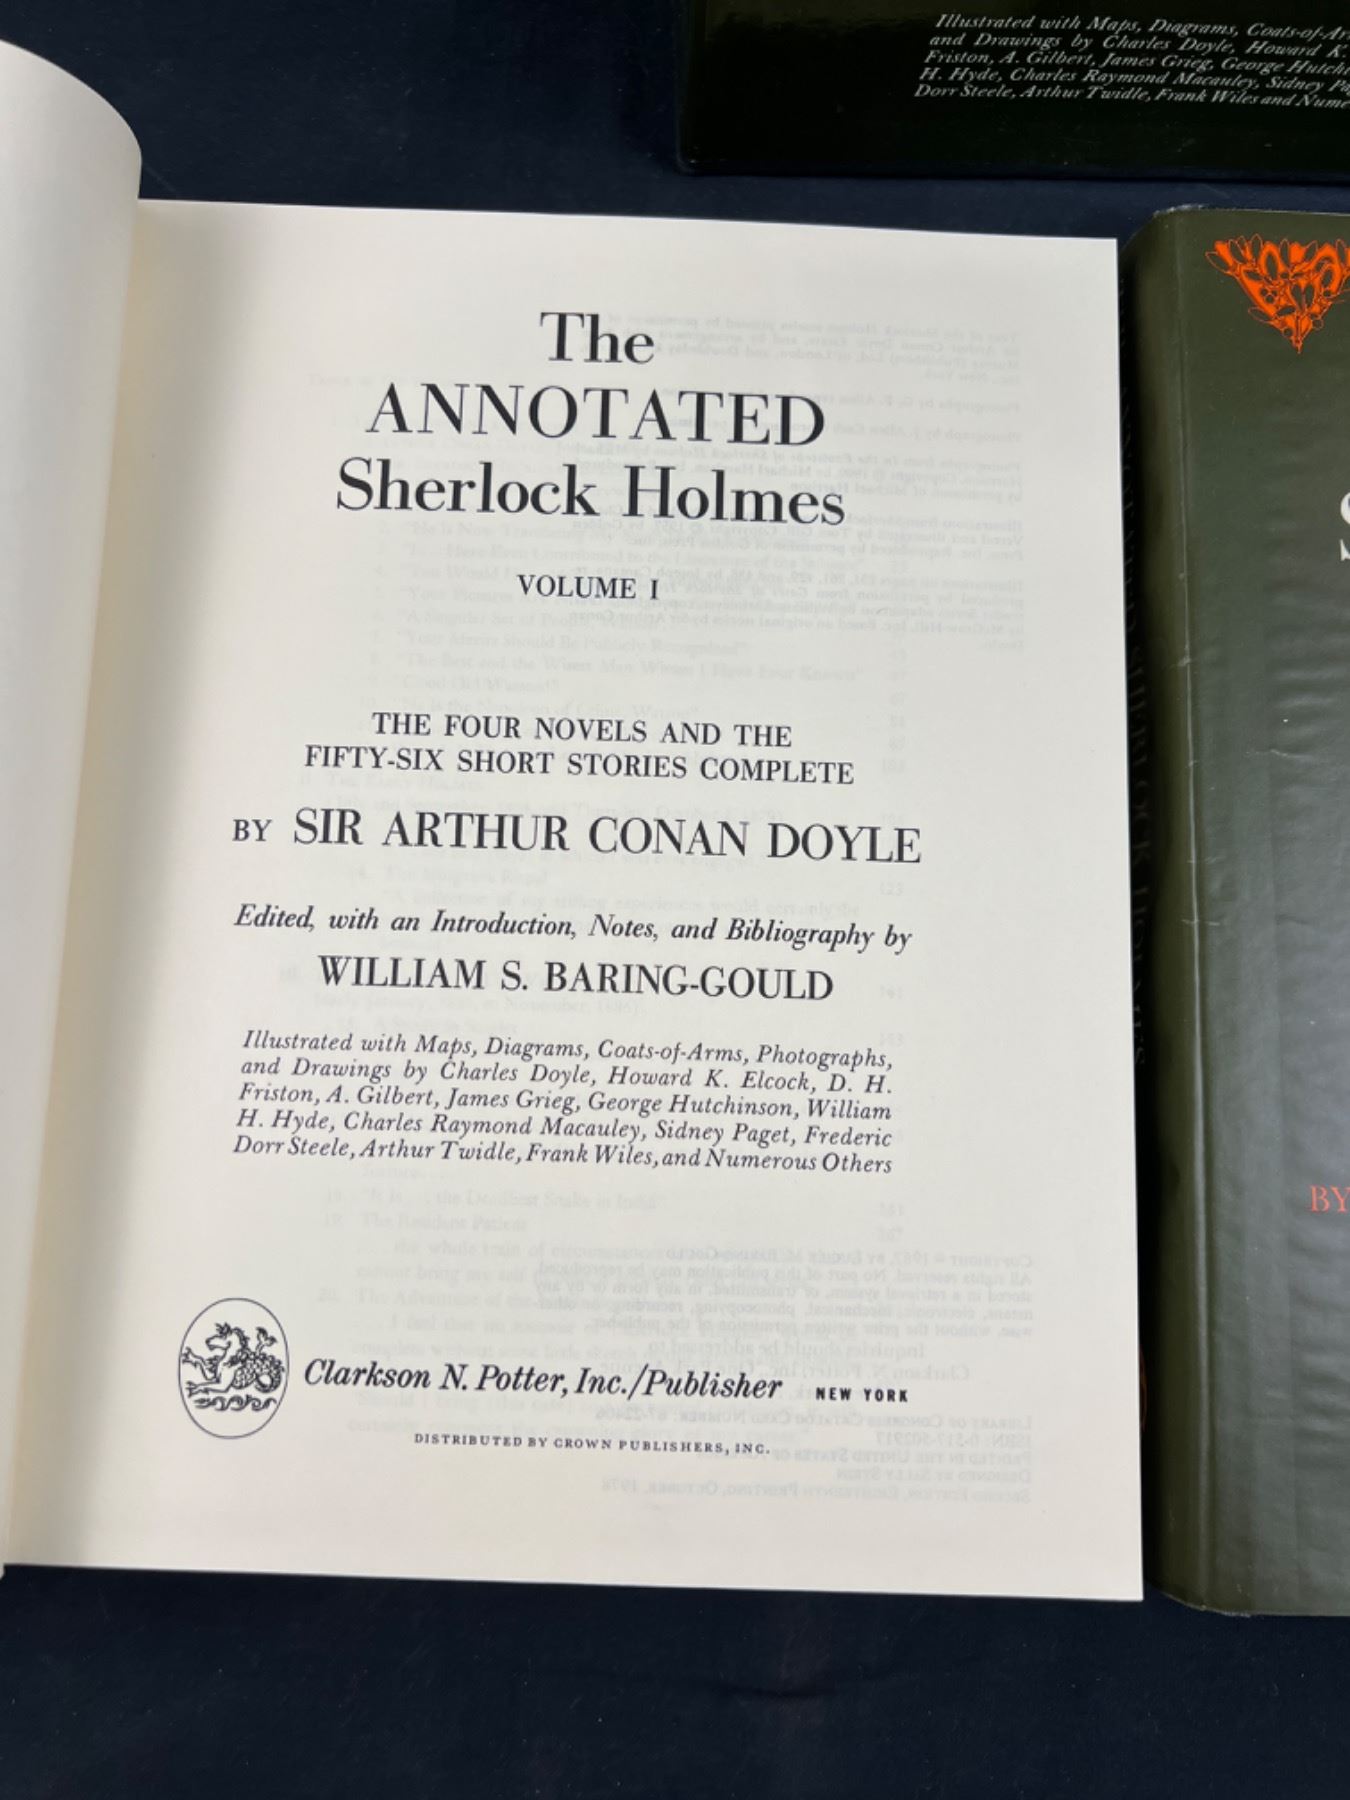 Illustrated with Maps, Diagrams, Coats-of-Ar
and Drawings by Charles Doyle, Howard K.
Friston, A. Gilbert, James Grieg, George Hutchi
H. Hyde, Charles Raymond Macauley, Sidney Pa
Dorr Steele, Arthur Twidle, Frank Wiles and Nume
The
ANNOTATED
Sherlock Holmes
VOLUME I
THE FOUR NOVELS AND THE
FIFTY-SIX SHORT STORIES COMPLETE
BY SIR ARTHUR CONAN DOYLE
Edited, with an Introduction, Notes, and Bibliography by
WILLIAM S. BARING-GOULD
Illustrated with Maps, Diagrams, Coats-of-Arms, Photographs,
and Drawings by Charles Doyle, Howard K. Elcock, D. H.
Friston, A. Gilbert, James Grieg, George Hutchinson, William
H. Hyde, Charles Raymond Macauley, Sidney Paget, Frederic
Dorr Steele, Arthur Twidle, Frank Wiles, and Numerous Others
Clarkson N. Potter, Inc./Publisher NEW YORK
DISTRIBUTED BY CROWN PUBLISHERS, INC.
S
BY